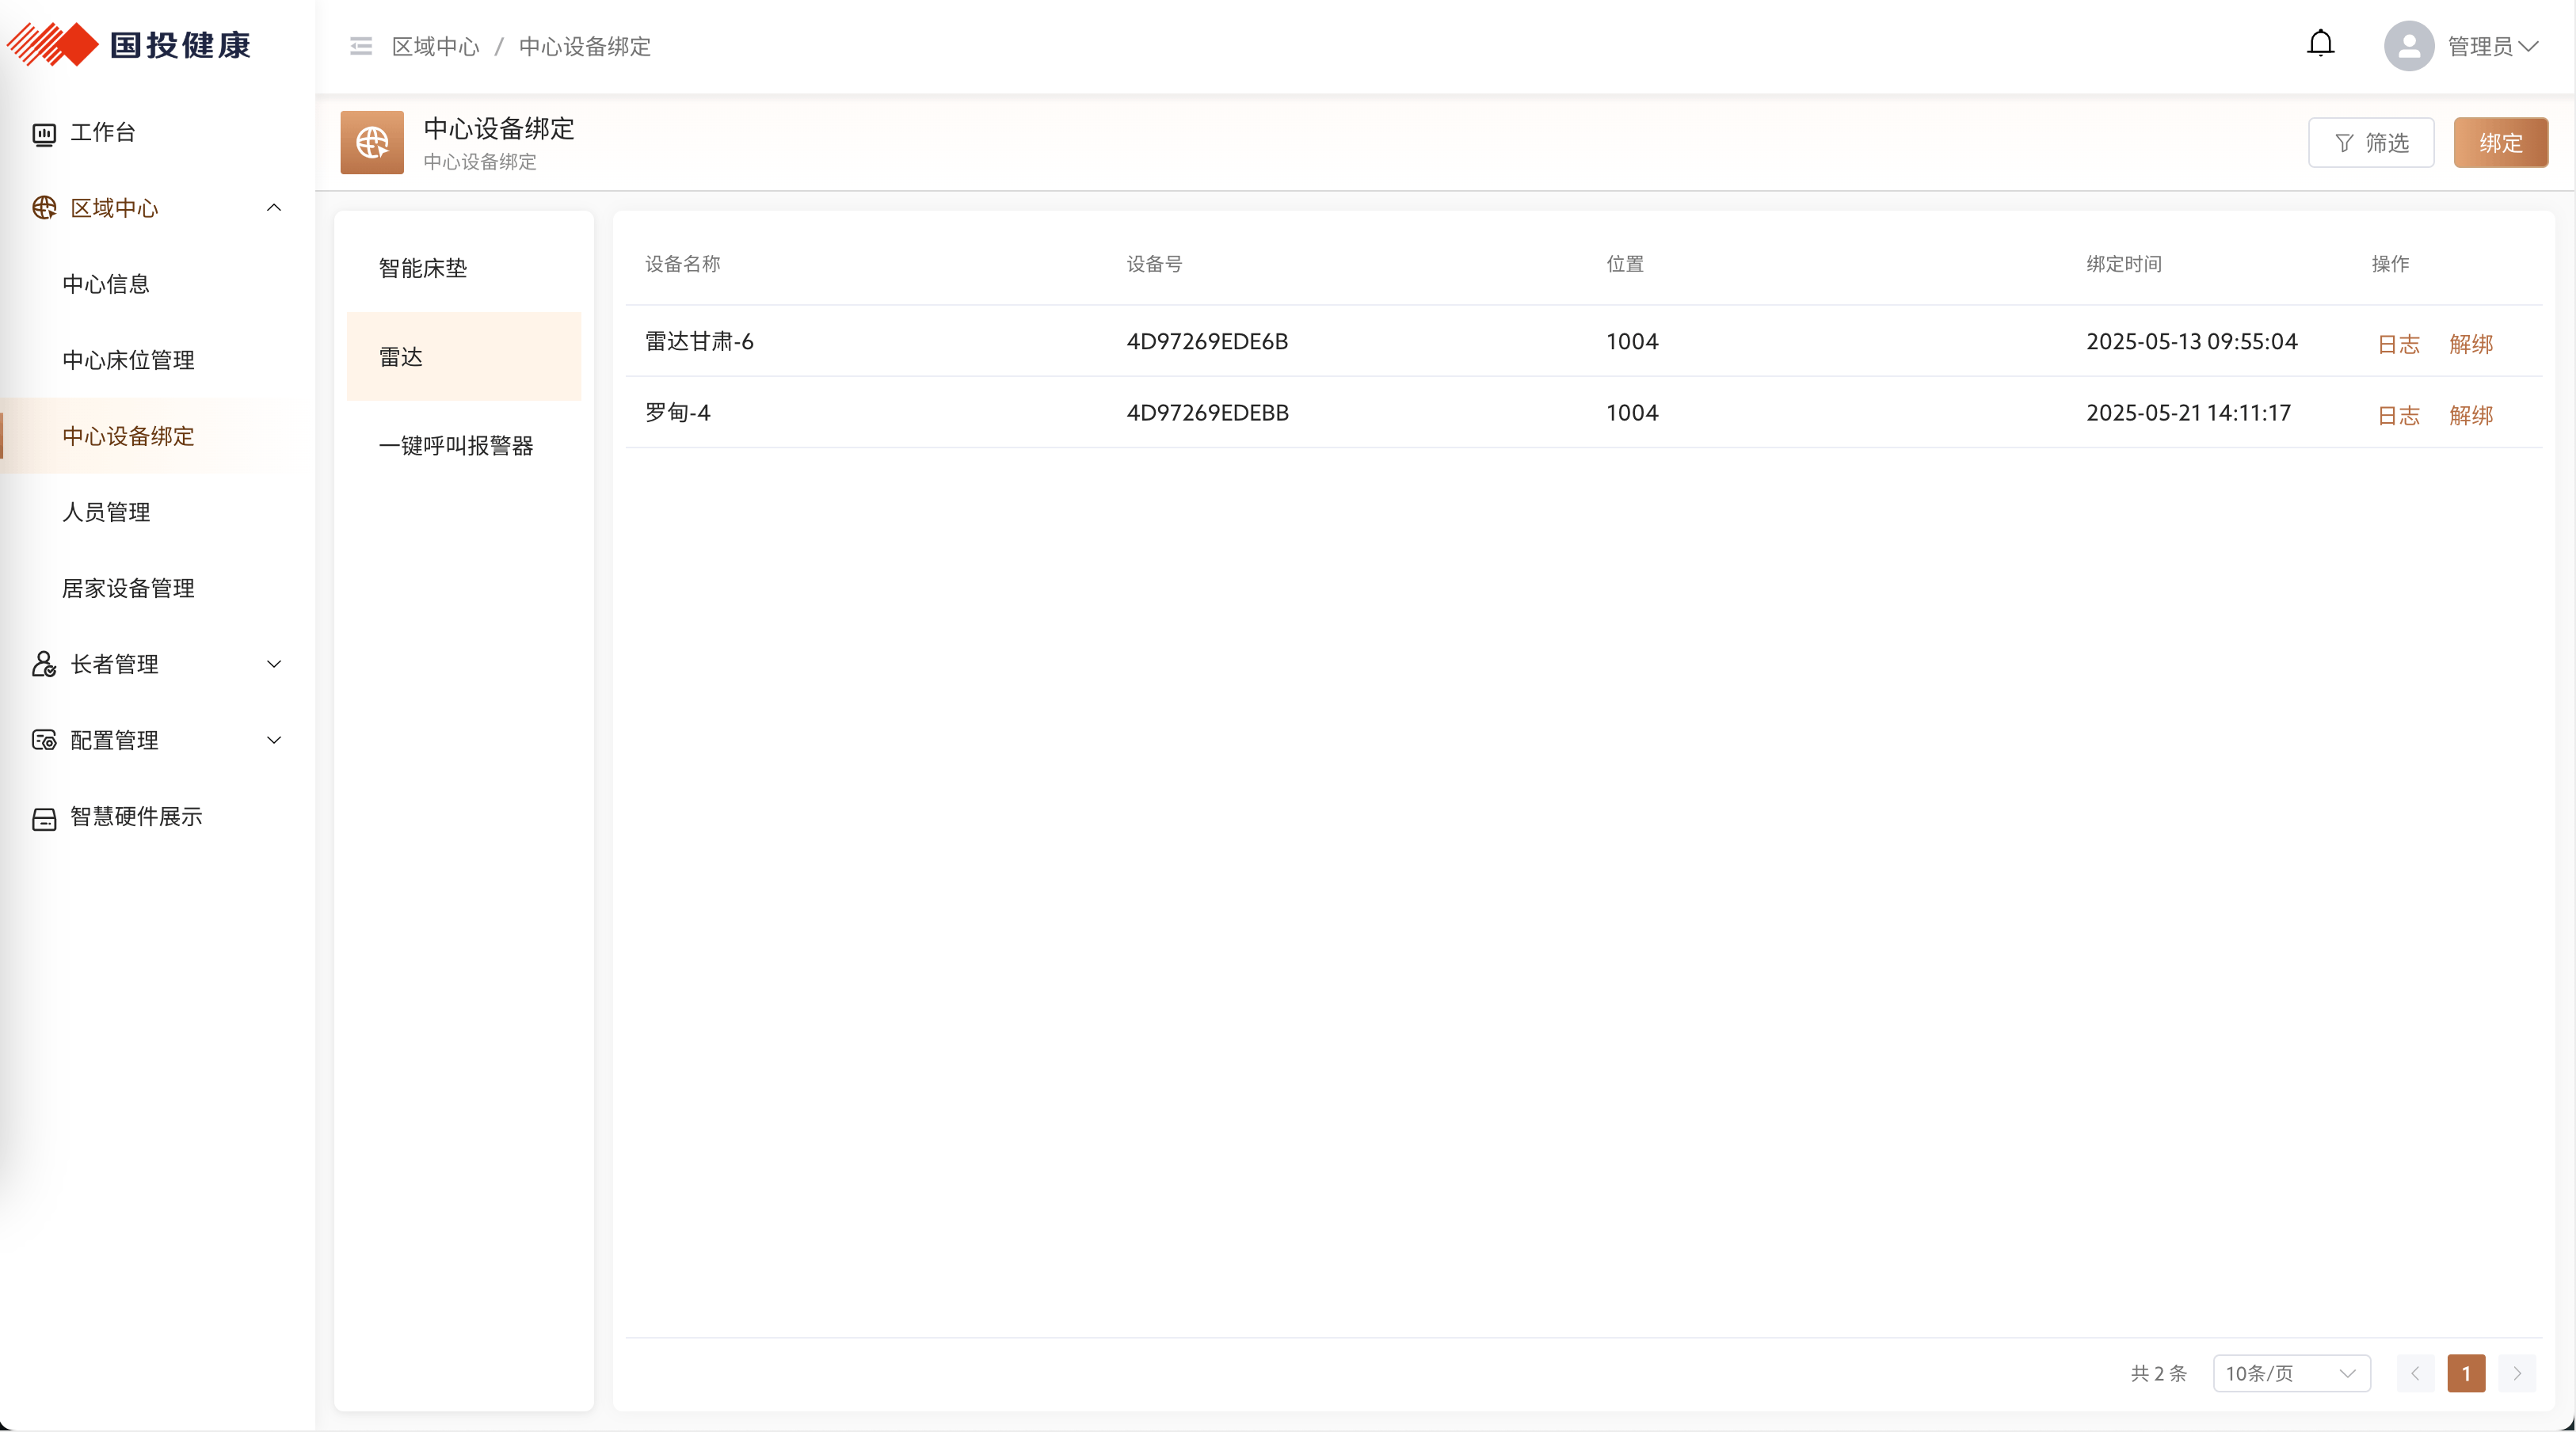 国投健康
区域中心 / 中心设备绑定
管理员
工作台
区域中心
中心信息
中心床位管理
中心设备绑定
人员管理
居家设备管理
长者管理
配置管理
智慧硬件展示
中心设备绑定
中心设备绑定
筛选
绑定
智能床垫
雷达
一键呼叫报警器
设备名称 设备号 位置 绑定时间 操作
雷达甘肃-6 4D97269EDE6B 1004 2025-05-13 09:55:04 日志 解绑
罗甸-4 4D97269EDEBB 1004 2025-05-21 14:11:17 日志 解绑
共 2 条 10条/页 1